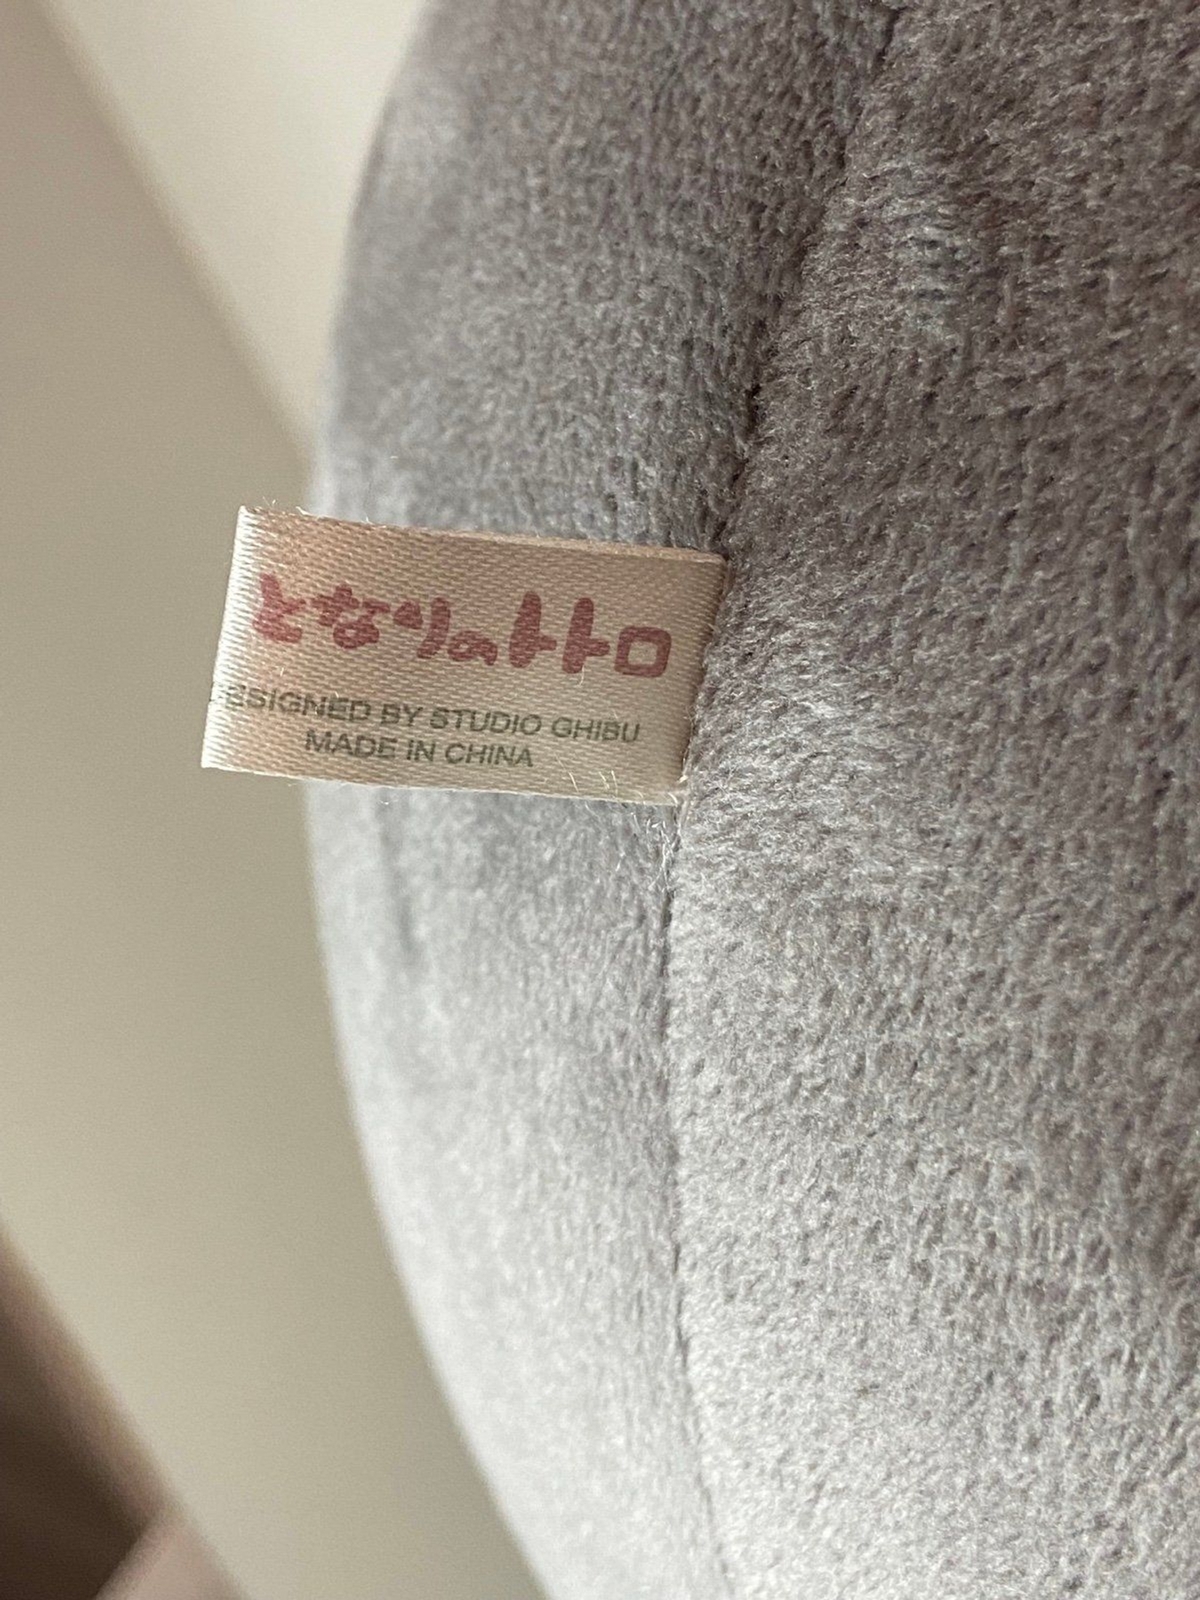 となりのトトロ
ESIGNED BY STUDIO GHIBU
MADE IN CHINA